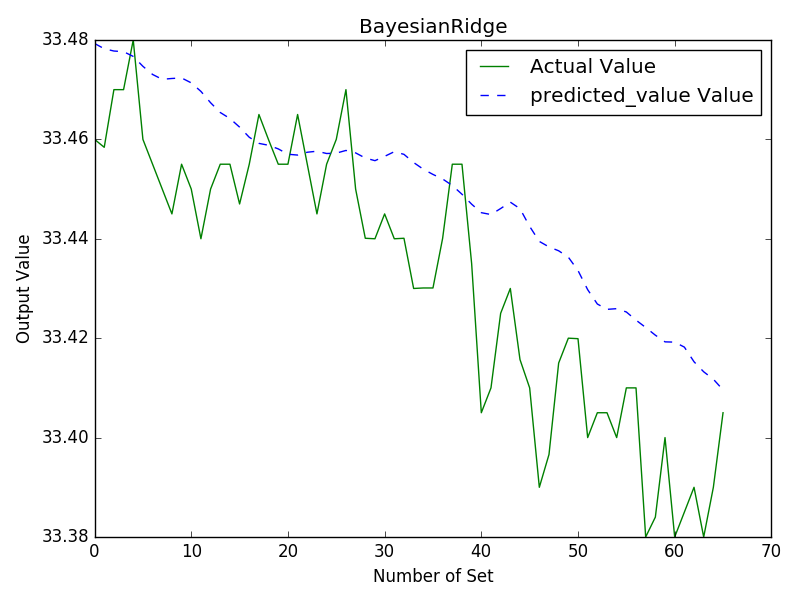 BayesianRidge
Actual Value
predicted_value Value
Output Value
33.48
33.46
33.44
33.42
33.40
33.38
0 10 20 30 40 50 60 70
Number of Set